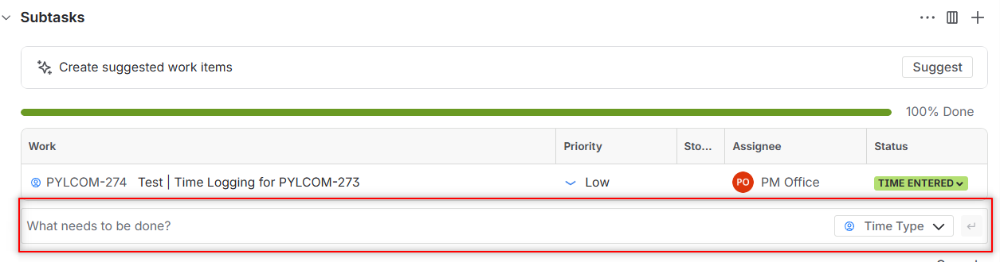 Subtasks
Create suggested work items
Suggest
100% Done
Work Priority Sto... Assignee Status
PYLCOM-274 Test | Time Logging for PYLCOM-273 Low PO PM Office TIME ENTERED
What needs to be done? Time Type